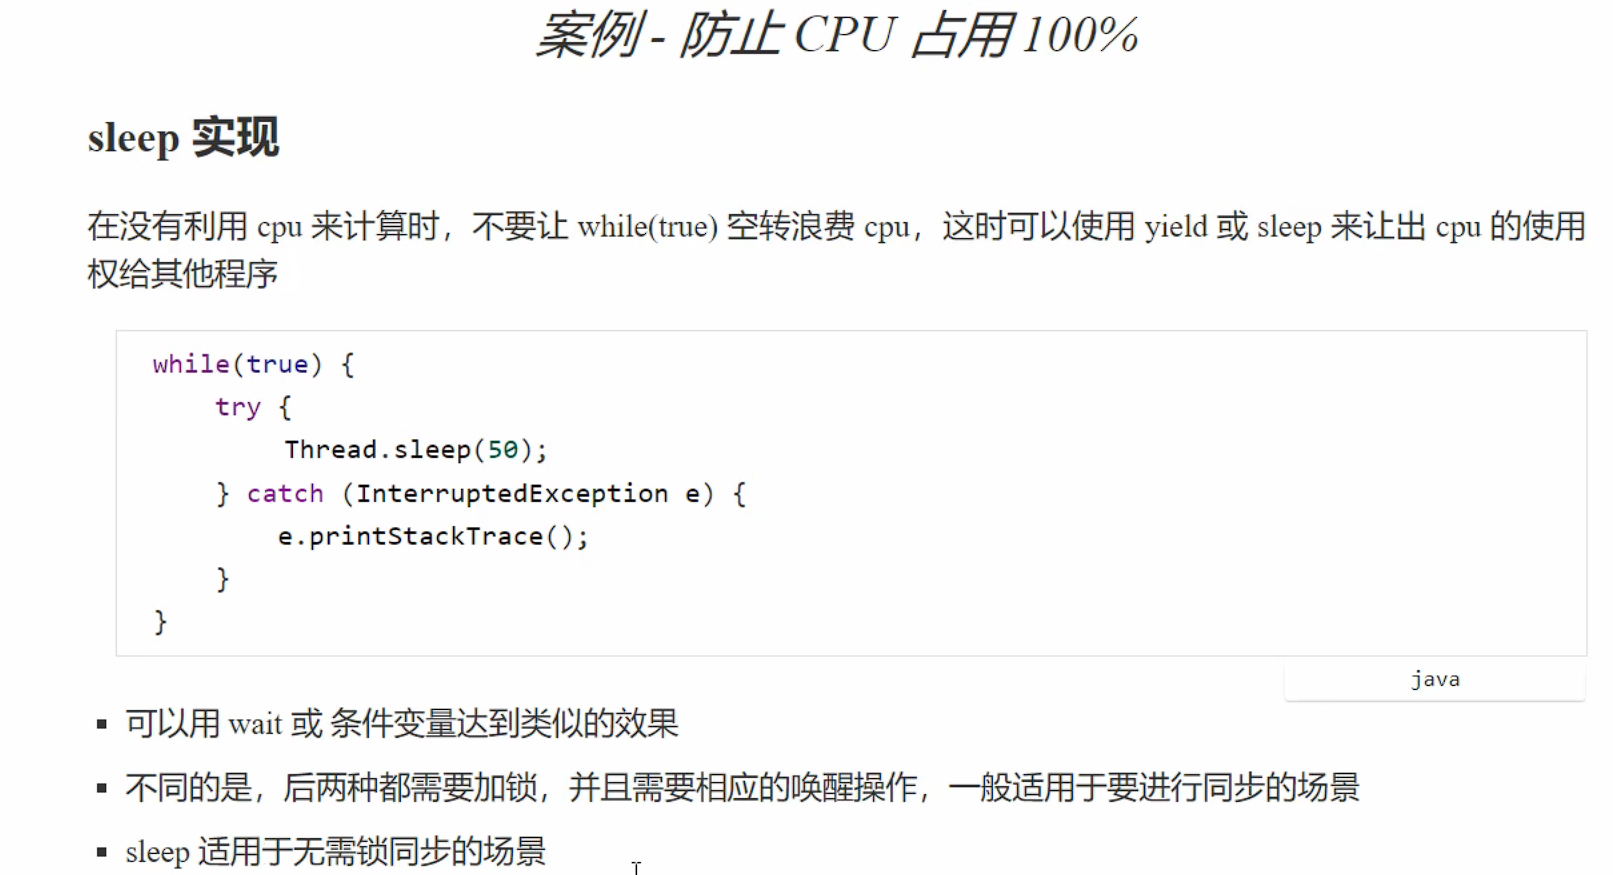 案例 - 防止 CPU 占用 100%
sleep 实现
在没有利用 cpu 来计算时，不要让 while(true) 空转浪费 cpu，这时可以使用 yield 或 sleep 来让出 cpu 的使用
权给其他程序
while(true) {
    try {
        Thread.sleep(50);
    } catch (InterruptedException e) {
        e.printStackTrace();
    }
}
java
▪ 可以用 wait 或 条件变量达到类似的效果
▪ 不同的是，后两种都需要加锁，并且需要相应的唤醒操作，一般适用于要进行同步的场景
▪ sleep 适用于无需锁同步的场景